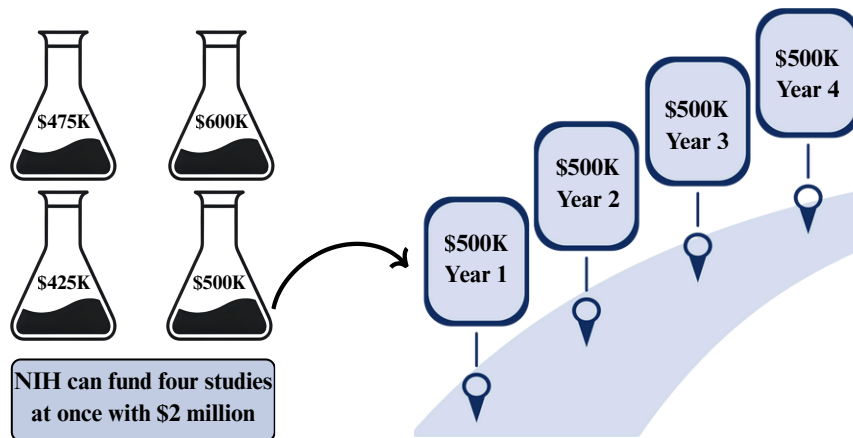 $475K
$600K
$425K
$500K
NIH can fund four studies
at once with $2 million
$500K
Year 1
$500K
Year 2
$500K
Year 3
$500K
Year 4